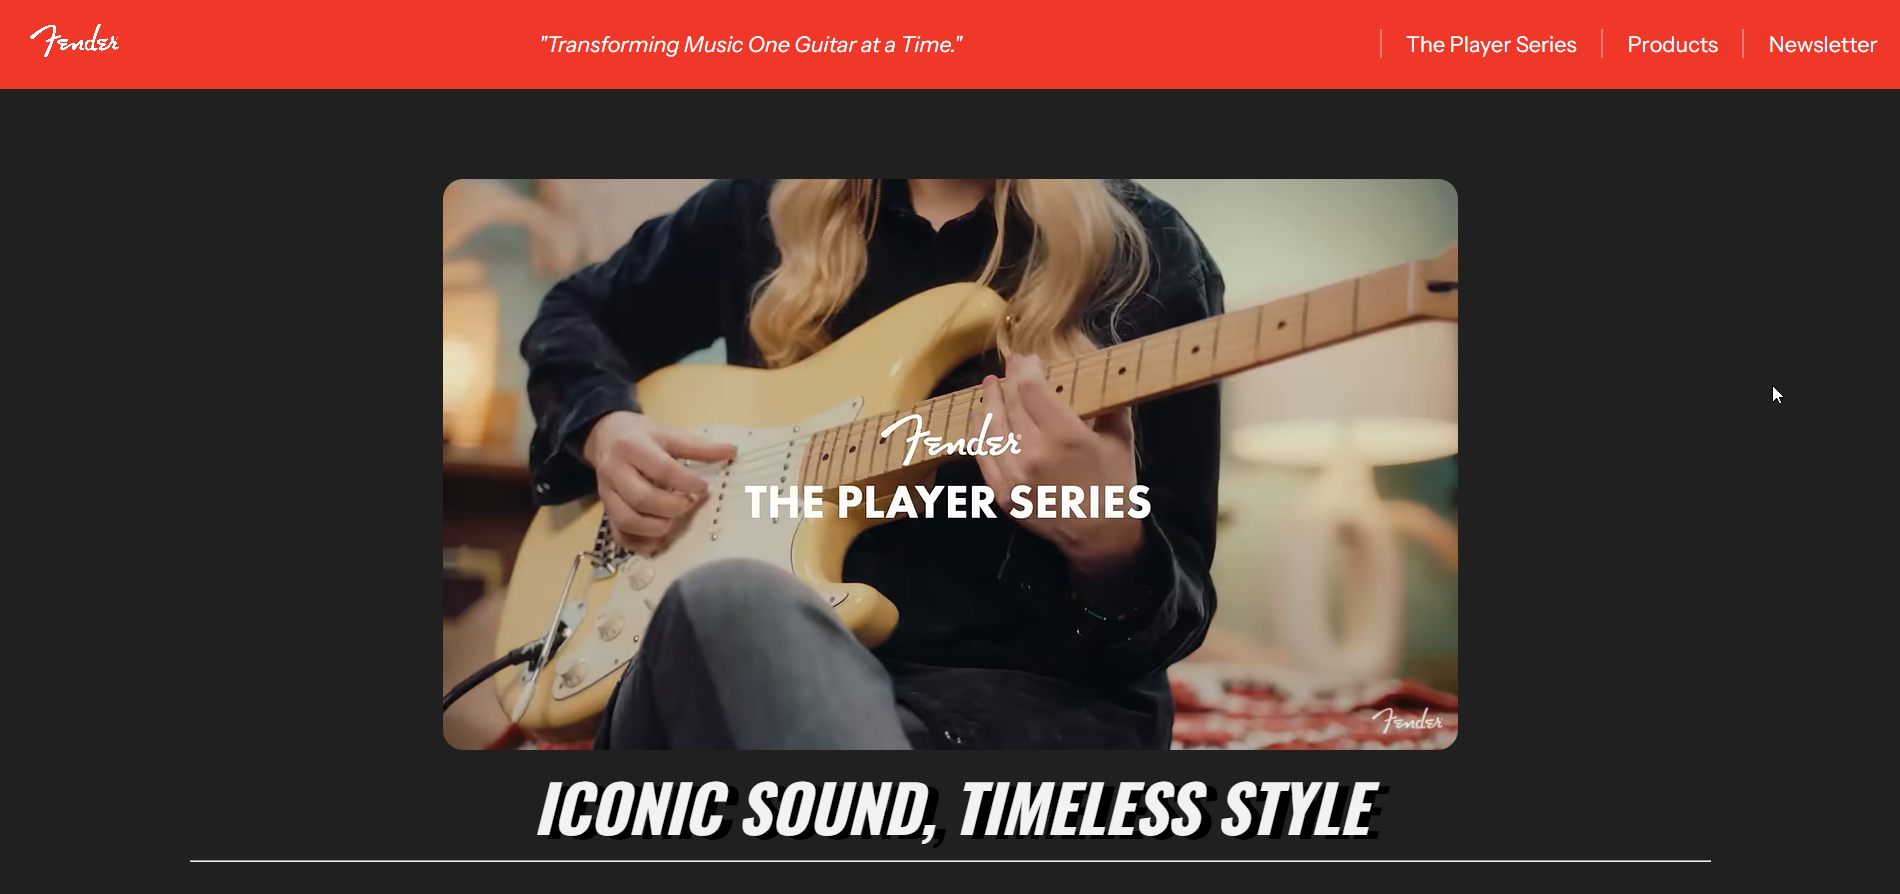 Fender
"Transforming Music One Guitar at a Time."
The Player Series
Products
Newsletter
Fender
THE PLAYER SERIES
Fender
ICONIC SOUND, TIMELESS STYLE